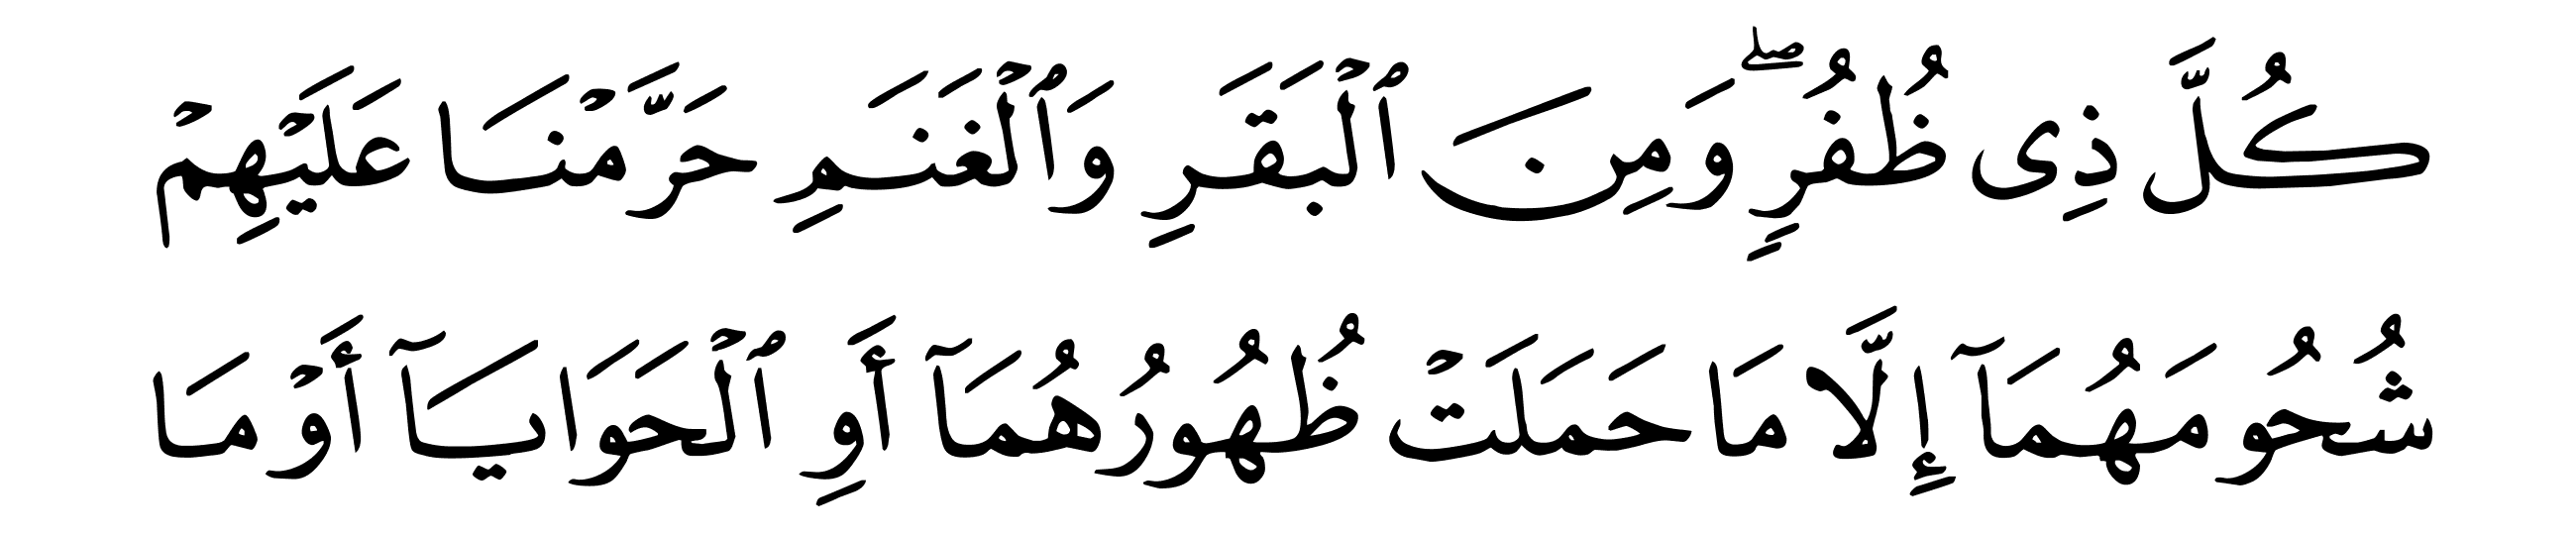 كُلَّ ذِى ظُفُرٍۖ وَمِنَ ٱلْبَقَرِ وَٱلْغَنَمِ حَرَّمْنَا عَلَيْهِمْ
شُحُومَهُمَآ إِلَّا مَا حَمَلَتْ ظُهُورُهُمَآ أَوِ ٱلْحَوَايَآ أَوْ مَا